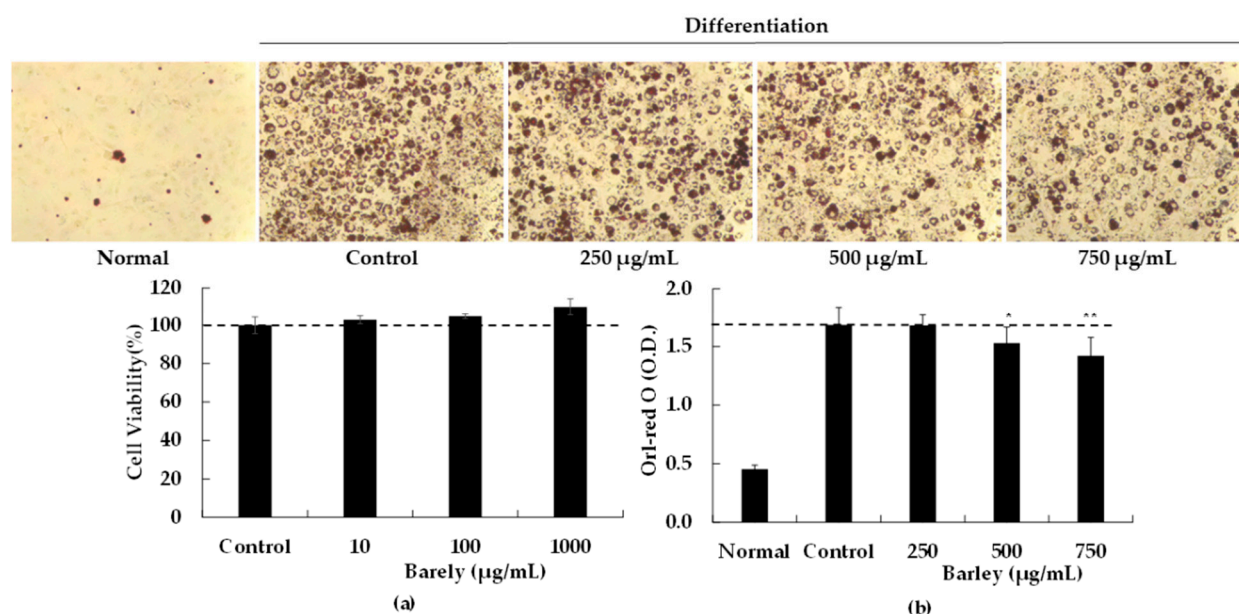 Differentiation
Normal
Control
250 µg/mL
500 µg/mL
750 µg/mL
120
100
80
60
40
20
0
Cell Viability(%)
Control
10
100
1000
Barely (µg/mL)
(a)
2.0
1.5
1.0
0.5
0.0
Orl-red O (O.D.)
*
**
Normal
Control
250
500
750
Barley (µg/mL)
(b)